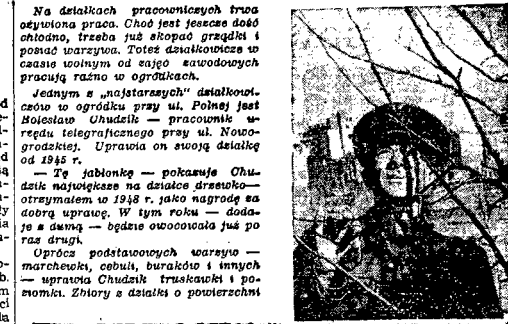 Na działkach pracowniczych trwa
ożywiona praca. Choć jest jeszcze dość
chłodno, trzeba już skopać grządki i
posiać warzywa. Toteż działkowicze w
czasie wolnym od zajęć zawodowych
pracują raźno w ogródkach.
Jednym z „najstarszych" działkowi-
czów w ogródku przy ul. Polnej jest
Bolesław Chudzik — pracownik u-
rzędu telegraficznego przy ul. Nowo-
grodzkiej. Uprawia on swoją działkę
od 1945 r.
— Tę jabłonkę — pokazuje Chu-
dzik największe na działce drzewko—
otrzymałem w 1948 r. jako nagrodę za
dobrą uprawę. W tym roku — doda-
je z dumą — będzie owocowała już po
raz drugi.
Oprócz podstawowych warzyw —
marchewki, cebuli, buraków i innych
— uprawia Chudzik truskawki i po-
ziomki. Zbiory z działki o powierzchni